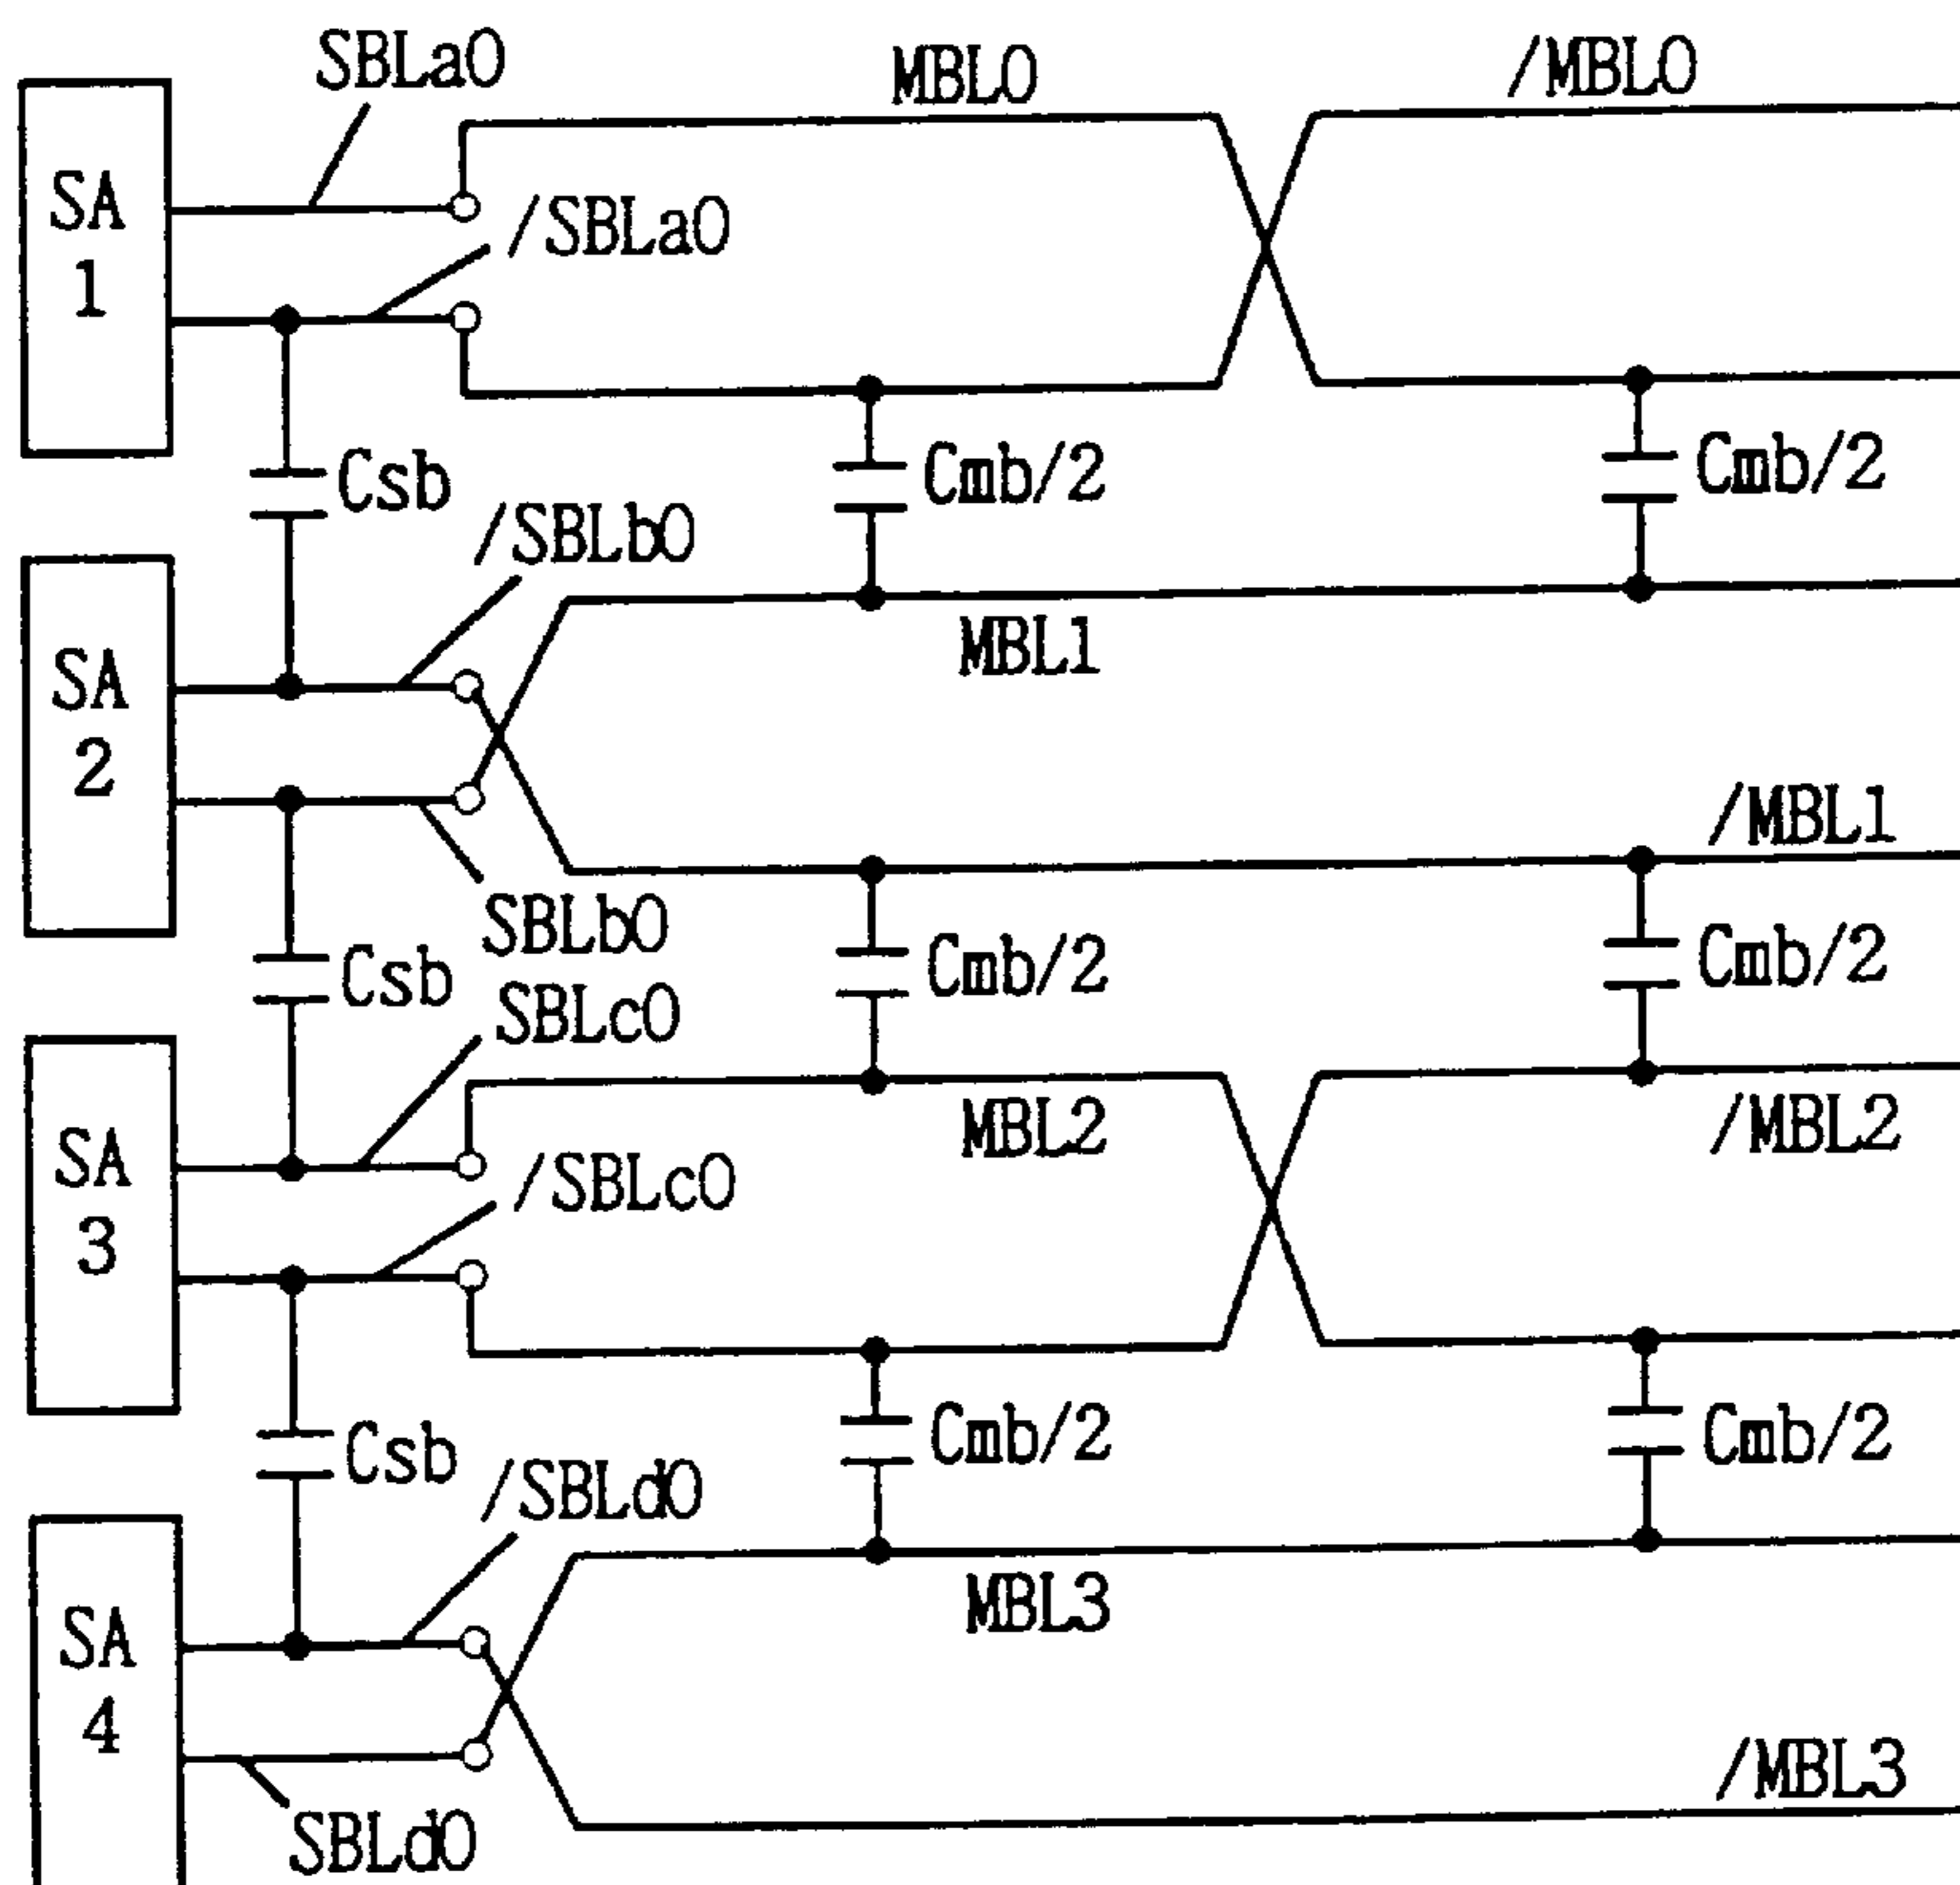 SBLa0
MBL0
/MBL0
SA
1
/SBLa0
Csb
Cmb/2
Cmb/2
/SBLb0
MBL1
SA
2
/MBL1
SBLb0
Csb
Cmb/2
Cmb/2
SBLc0
MBL2
/MBL2
SA
3
/SBLc0
Csb
Cmb/2
Cmb/2
/SBLd0
MBL3
SA
4
/MBL3
SBLd0